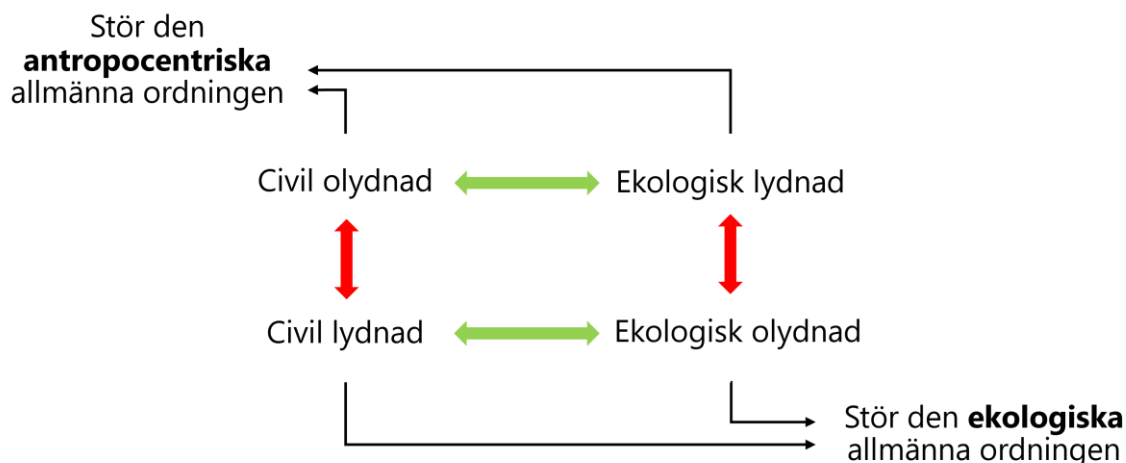 Stör den
antropocentriska
allmänna ordningen
Civil olydnad
Ekologisk lydnad
Civil lydnad
Ekologisk olydnad
Stör den ekologiska
allmänna ordningen